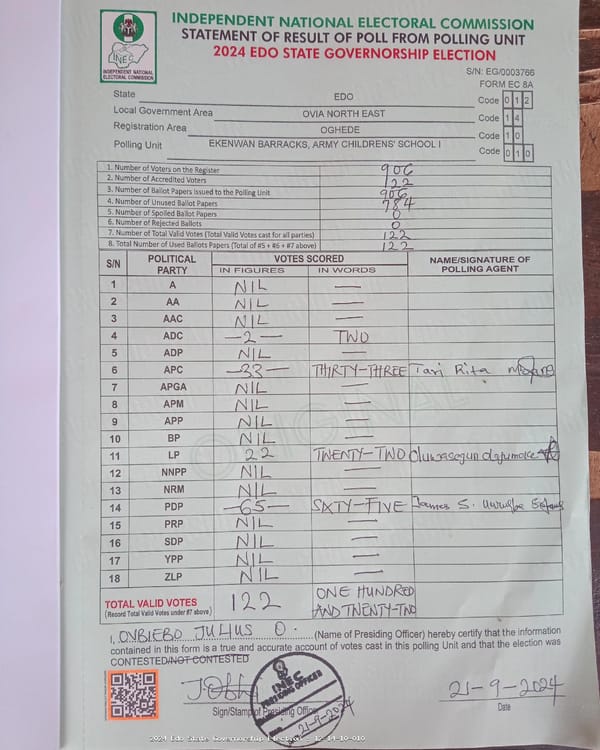 INDEPENDENT NATIONAL ELECTORAL COMMISSION
STATEMENT OF RESULT OF POLL FROM POLLING UNIT
2024 EDO STATE GOVERNORSHIP ELECTION
INEC
INDEPENDENT NATIONAL
ELECTORAL COMMISSION
S/N: EG/0003766
FORM EC 8A
State EDO Code 0 1 2
Local Government Area OVIA NORTH EAST Code 1 4
Registration Area OGHEDE Code 1 0
Polling Unit EKENWAN BARRACKS, ARMY CHILDRENS' SCHOOL I Code 0 1 0
1. Number of Voters on the Register 906
2. Number of Accredited Voters 122
3. Number of Ballot Papers Issued to the Polling Unit 906
4. Number of Unused Ballot Papers 784
5. Number of Spoiled Ballot Papers 0
6. Number of Rejected Ballots 0
7. Number of Total Valid Votes (Total Valid Votes cast for all parties) 122
8. Total Number of Used Ballots Papers (Total of #5 + #6 + #7 above) 122
S/N POLITICAL PARTY VOTES SCORED NAME/SIGNATURE OF POLLING AGENT
IN FIGURES IN WORDS
1 A NIL —
2 AA NIL —
3 AAC NIL —
4 ADC —2— TWO
5 ADP NIL —
6 APC —33— THIRTY-THREE Tari Rita
7 APGA NIL —
8 APM NIL —
9 APP NIL —
10 BP NIL —
11 LP 22 TWENTY-TWO
12 NNPP NIL —
13 NRM NIL —
14 PDP —65— SIXTY-FIVE James S.
15 PRP NIL —
16 SDP NIL —
17 YPP NIL —
18 ZLP NIL —
ORIGINAL
TOTAL VALID VOTES 122 ONE HUNDRED
(Record Total Valid Votes under #7 above) AND TWENTY-TWO
I, OVBIEBO JULIUS O. (Name of Presiding Officer) hereby certify that the information
contained in this form is a true and accurate account of votes cast in this polling Unit and that the election was
CONTESTED/NOT CONTESTED
INEC
PRESIDING OFFICER
21-9-2024
21-9-2024
Sign/Stamp of Presiding Officer Date
2024 Edo State Governorship Election - 12-14-10-010